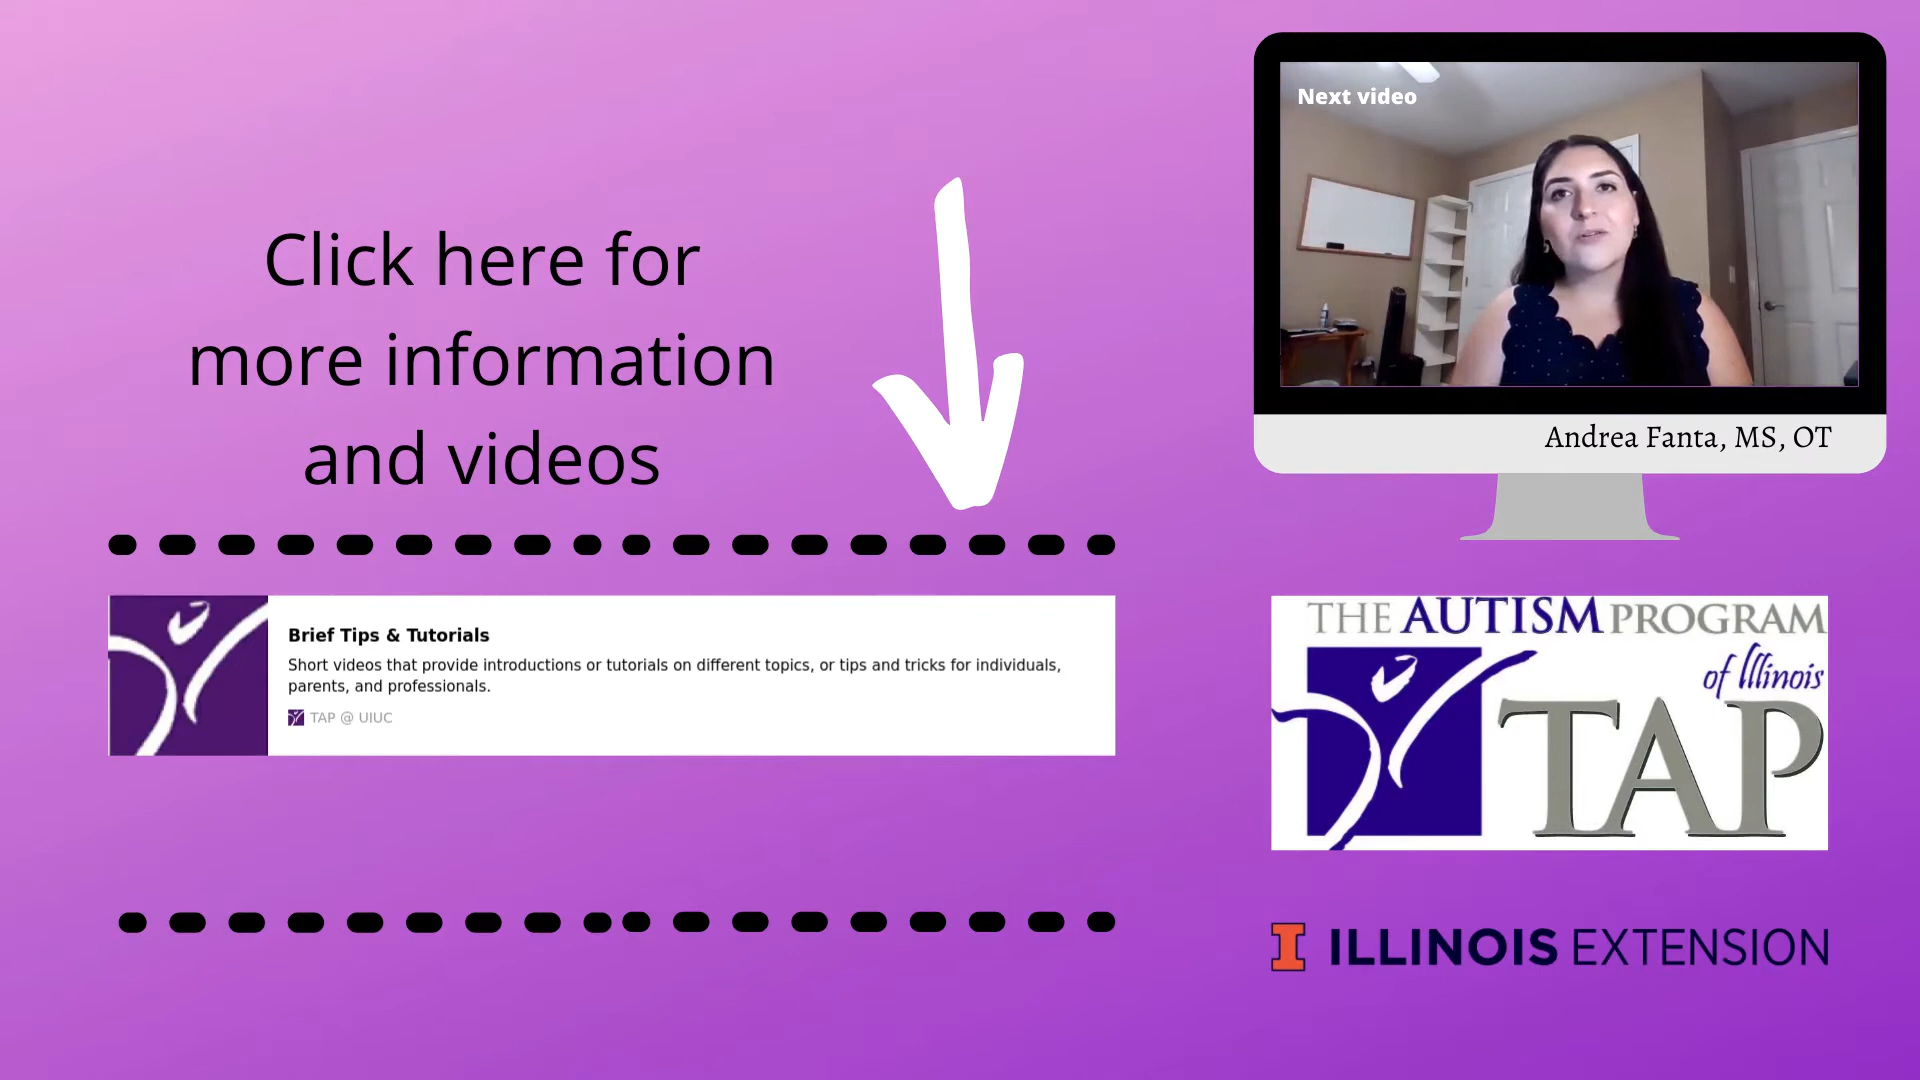 Click here for
more information
and videos
Next video
Andrea Fanta, MS, OT
Brief Tips & Tutorials
Short videos that provide introductions or tutorials on different topics, or tips and tricks for individuals,
parents, and professionals.
TAP @ UIUC
THE AUTISM PROGRAM
of Illinois
TAP
I ILLINOIS EXTENSION